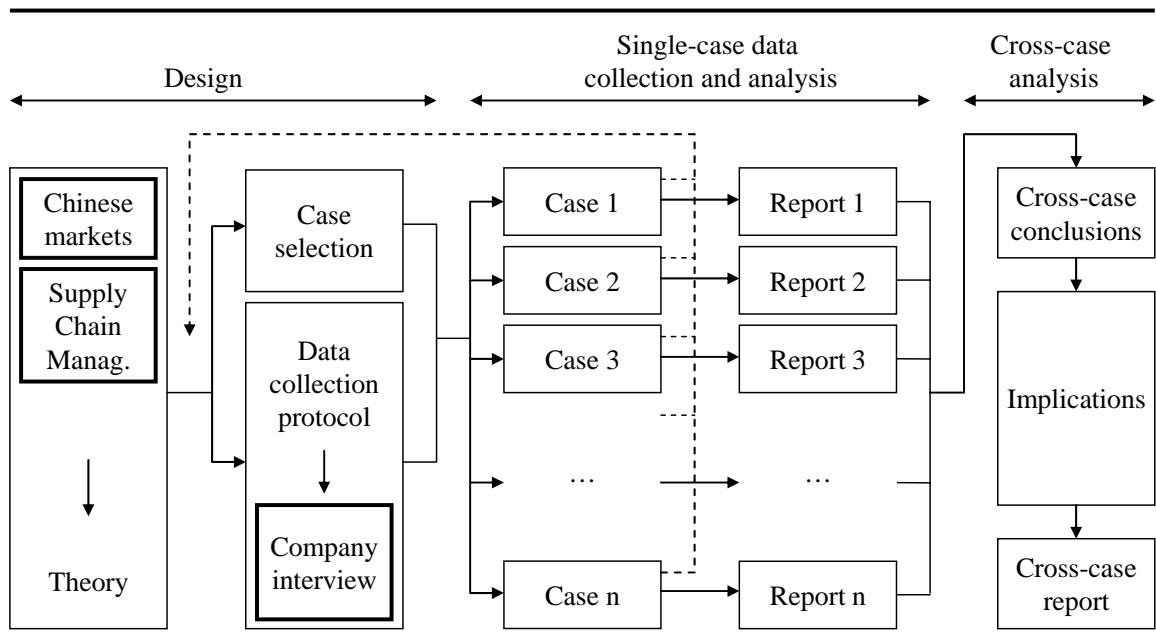 Design
Single-case data
collection and analysis
Cross-case
analysis
Chinese
markets
Supply
Chain
Manag.
Theory
Case
selection
Data
collection
protocol
Company
interview
Case 1
Case 2
Case 3
...
Case n
Report 1
Report 2
Report 3
...
Report n
Cross-case
conclusions
Implications
Cross-case
report